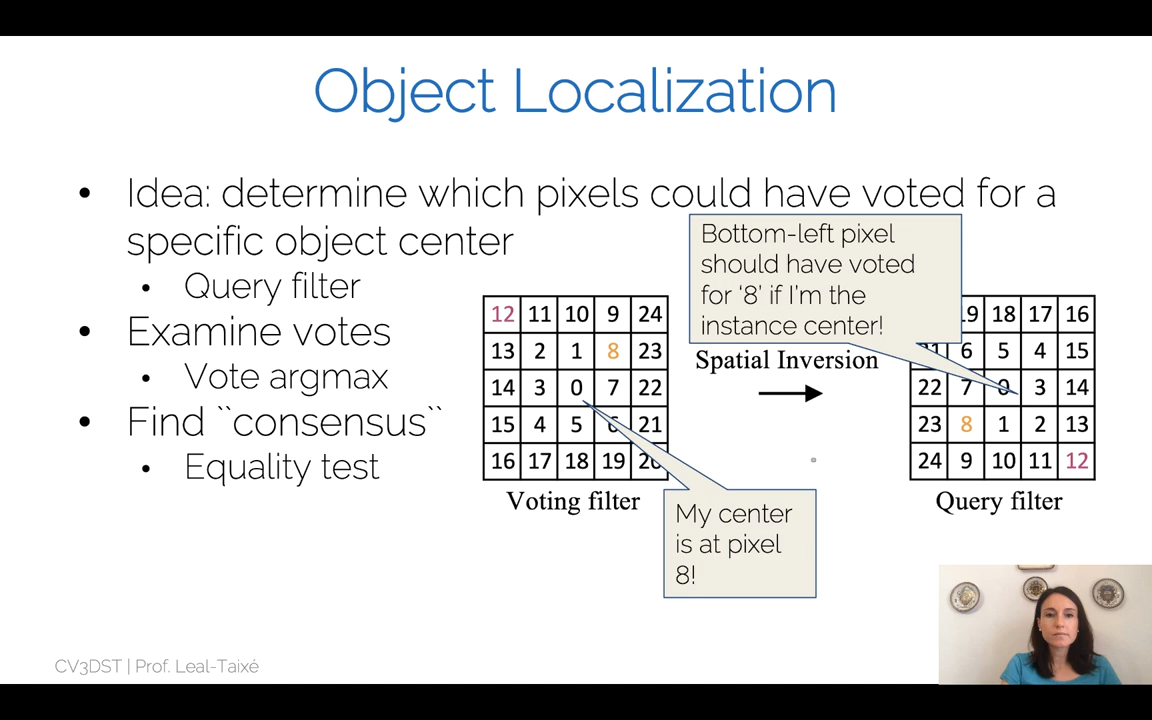 Object Localization
• Idea: determine which pixels could have voted for a
specific object center
• Query filter
• Examine votes
• Vote argmax
• Find ``consensus``
• Equality test
12 11 10 9 24
13 2 1 8 23
14 3 0 7 22
15 4 5 6 21
16 17 18 19 20
Voting filter
My center
is at pixel
8!
Spatial Inversion
Bottom-left pixel
should have voted
for ‘8’ if I’m the
instance center!
19 18 17 16
21 6 5 4 15
22 7 0 3 14
23 8 1 2 13
24 9 10 11 12
Query filter
CV3DST | Prof. Leal-Taixé